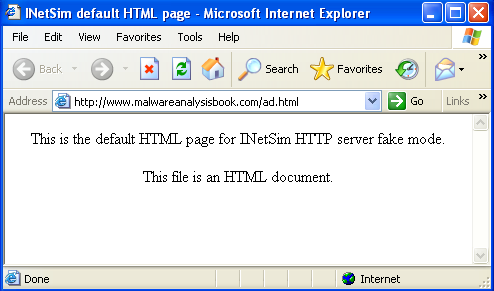 INetSim default HTML page - Microsoft Internet Explorer
File Edit View Favorites Tools Help
Back Search Favorites
Address http://www.malwareanalysisbook.com/ad.html Go Links
This is the default HTML page for INetSim HTTP server fake mode.
This file is an HTML document.
Done Internet